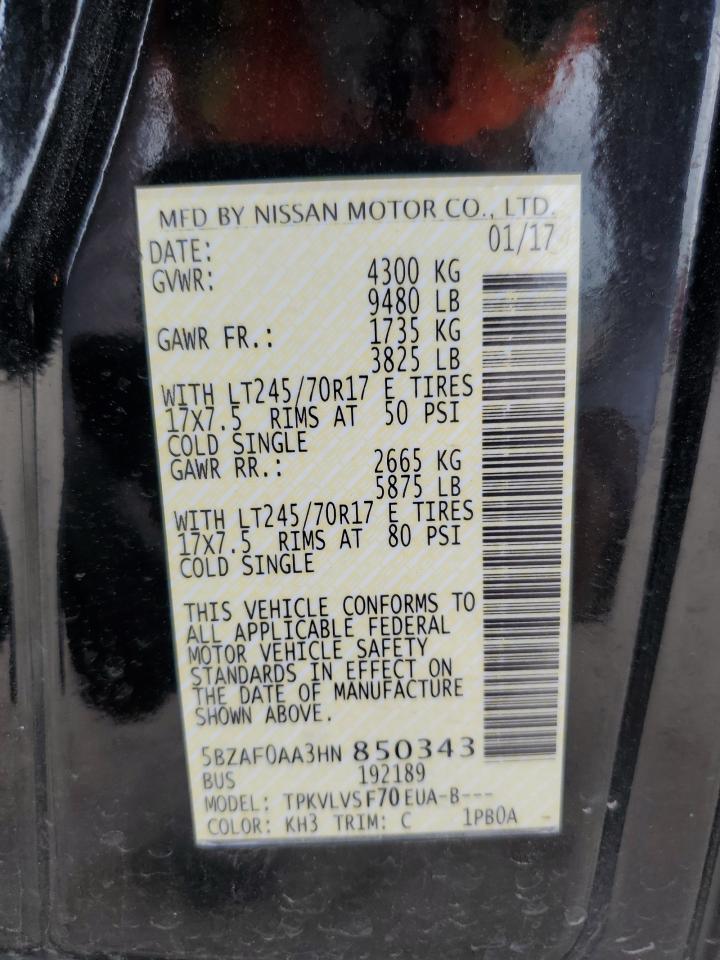 MFD BY NISSAN MOTOR CO., LTD.
DATE: 01/17
GVWR: 4300 KG
9480 LB
GAWR FR.: 1735 KG
3825 LB
WITH LT245/70R17 E TIRES
17X7.5 RIMS AT 50 PSI
COLD SINGLE
GAWR RR.: 2665 KG
5875 LB
WITH LT245/70R17 E TIRES
17X7.5 RIMS AT 80 PSI
COLD SINGLE
THIS VEHICLE CONFORMS TO
ALL APPLICABLE FEDERAL
MOTOR VEHICLE SAFETY
STANDARDS IN EFFECT ON
THE DATE OF MANUFACTURE
SHOWN ABOVE.
5BZAF0AA3HN 850343
BUS 192189
MODEL: TPKVLVSF70EUA-B---
COLOR: KH3 TRIM: C 1PB0A